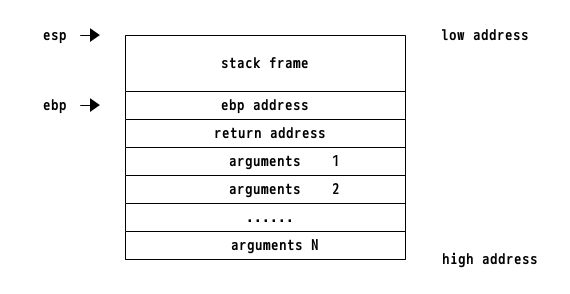 esp
low address
stack frame
ebp
ebp address
return address
arguments 1
arguments 2
......
arguments N
high address